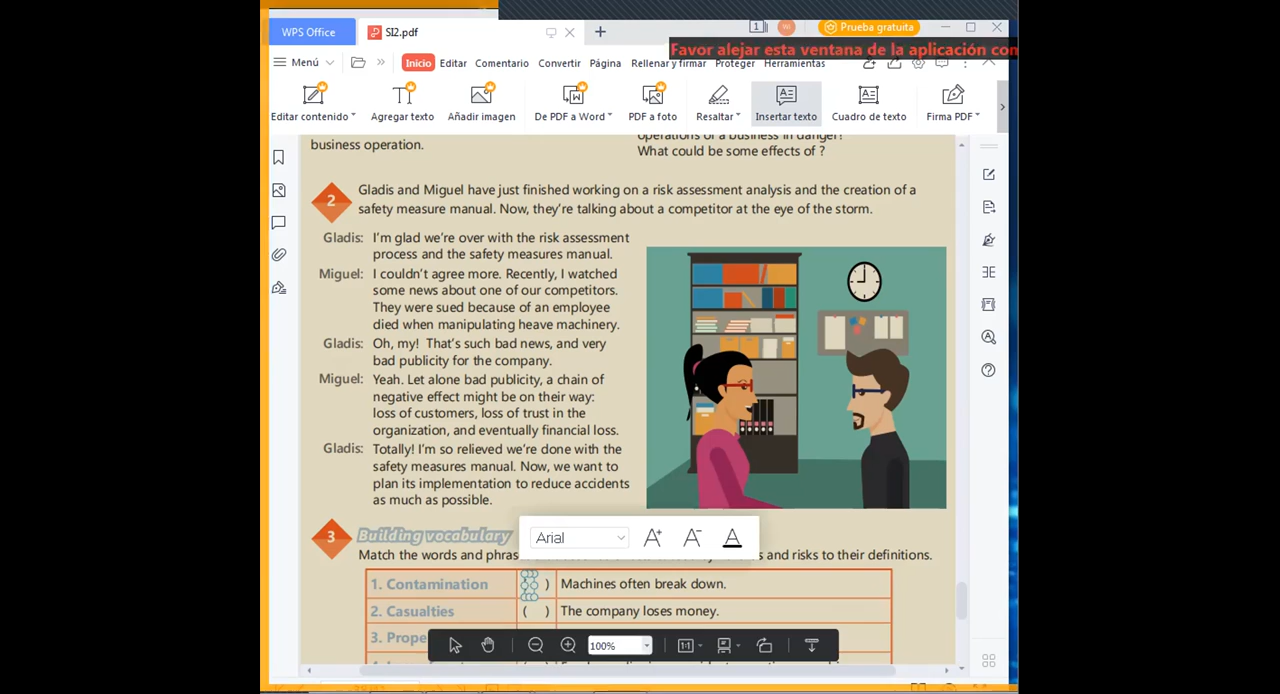 WPS Office
SI2.pdf
1
Prueba gratuita
Favor alejar esta ventana de la aplicación con
Menú
Inicio Editar Comentario Convertir Página Rellenar y firmar Proteger Herramientas
Editar contenido Agregar texto Añadir imagen De PDF a Word PDF a foto Resaltar Insertar texto Cuadro de texto Firma PDF
business operation.
operations of a business in danger?
What could be some effects of ?
2
Gladis and Miguel have just finished working on a risk assessment analysis and the creation of a
safety measure manual. Now, they're talking about a competitor at the eye of the storm.
Gladis: I'm glad we're over with the risk assessment
process and the safety measures manual.
Miguel: I couldn't agree more. Recently, I watched
some news about one of our competitors.
They were sued because of an employee
died when manipulating heave machinery.
Gladis: Oh, my! That's such bad news, and very
bad publicity for the company.
Miguel: Yeah. Let alone bad publicity, a chain of
negative effect might be on their way:
loss of customers, loss of trust in the
organization, and eventually financial loss.
Gladis: Totally! I'm so relieved we're done with the
safety measures manual. Now, we want to
plan its implementation to reduce accidents
as much as possible.
3
Building vocabulary
Arial
Match the words and phras
and risks to their definitions.
1. Contamination ) Machines often break down.
2. Casualties ( ) The company loses money.
3. Prope
100%